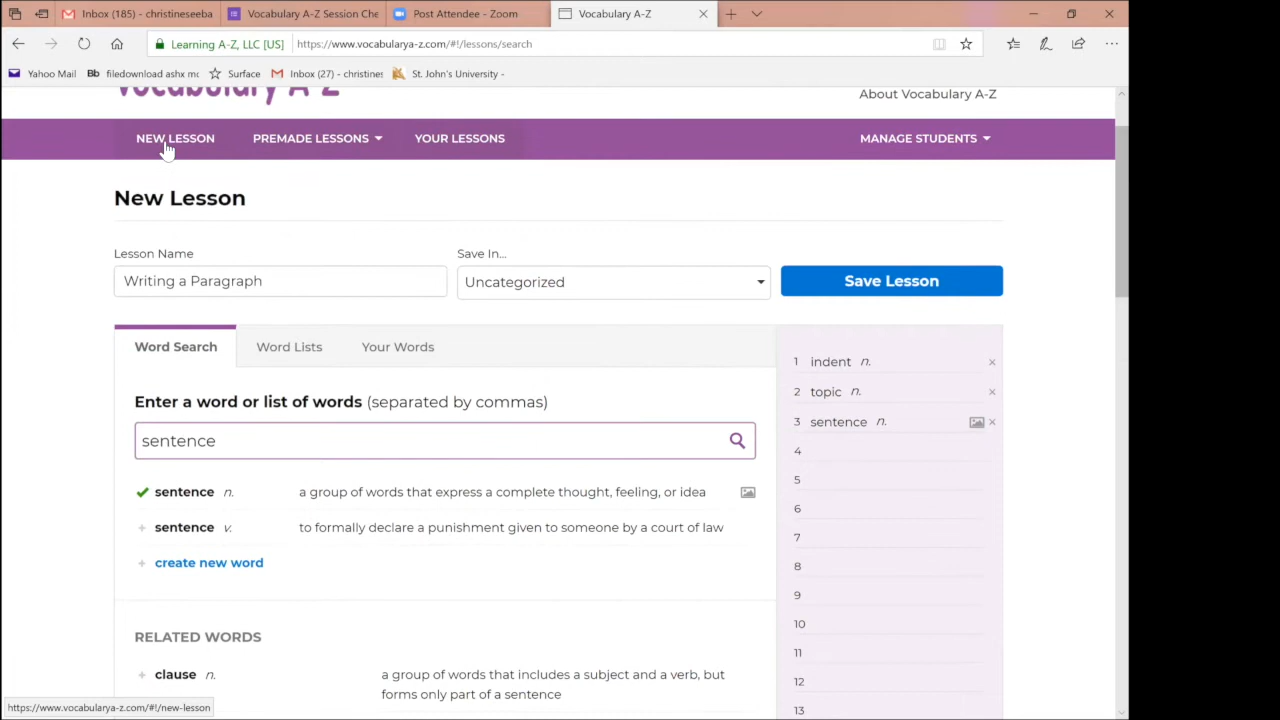 Inbox (185) - christineseeba
Vocabulary A-Z Session Che
Post Attendee - Zoom
Vocabulary A-Z
Learning A-Z, LLC [US]
https://www.vocabularya-z.com/#!/lessons/search
Yahoo Mail
Bb filedownload ashx mo
Surface
Inbox (27) - christines
St. John's University -
Vocabulary A-Z
About Vocabulary A-Z
NEW LESSON
PREMADE LESSONS
YOUR LESSONS
MANAGE STUDENTS
New Lesson
Lesson Name
Save In...
Writing a Paragraph
Uncategorized
Save Lesson
Word Search
Word Lists
Your Words
Enter a word or list of words (separated by commas)
sentence
sentence n. a group of words that express a complete thought, feeling, or idea
sentence v. to formally declare a punishment given to someone by a court of law
+ create new word
RELATED WORDS
+ clause n. a group of words that includes a subject and a verb, but
forms only part of a sentence
1 indent n.
2 topic n.
3 sentence n.
4
5
6
7
8
9
10
11
12
13
https://www.vocabularya-z.com/#!/new-lesson